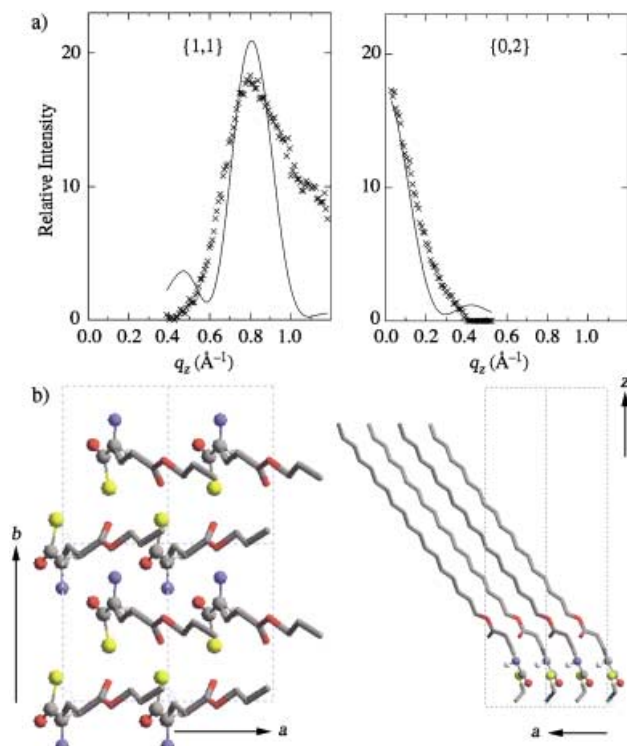 a)
{1,1} {0,2}
20 20
10 10
0 0
Relative Intensity
0.0 0.2 0.4 0.6 0.8 1.0 0.0 0.2 0.4 0.6 0.8 1.0
q_z (Å⁻¹) q_z (Å⁻¹)
b)
z
b
a a